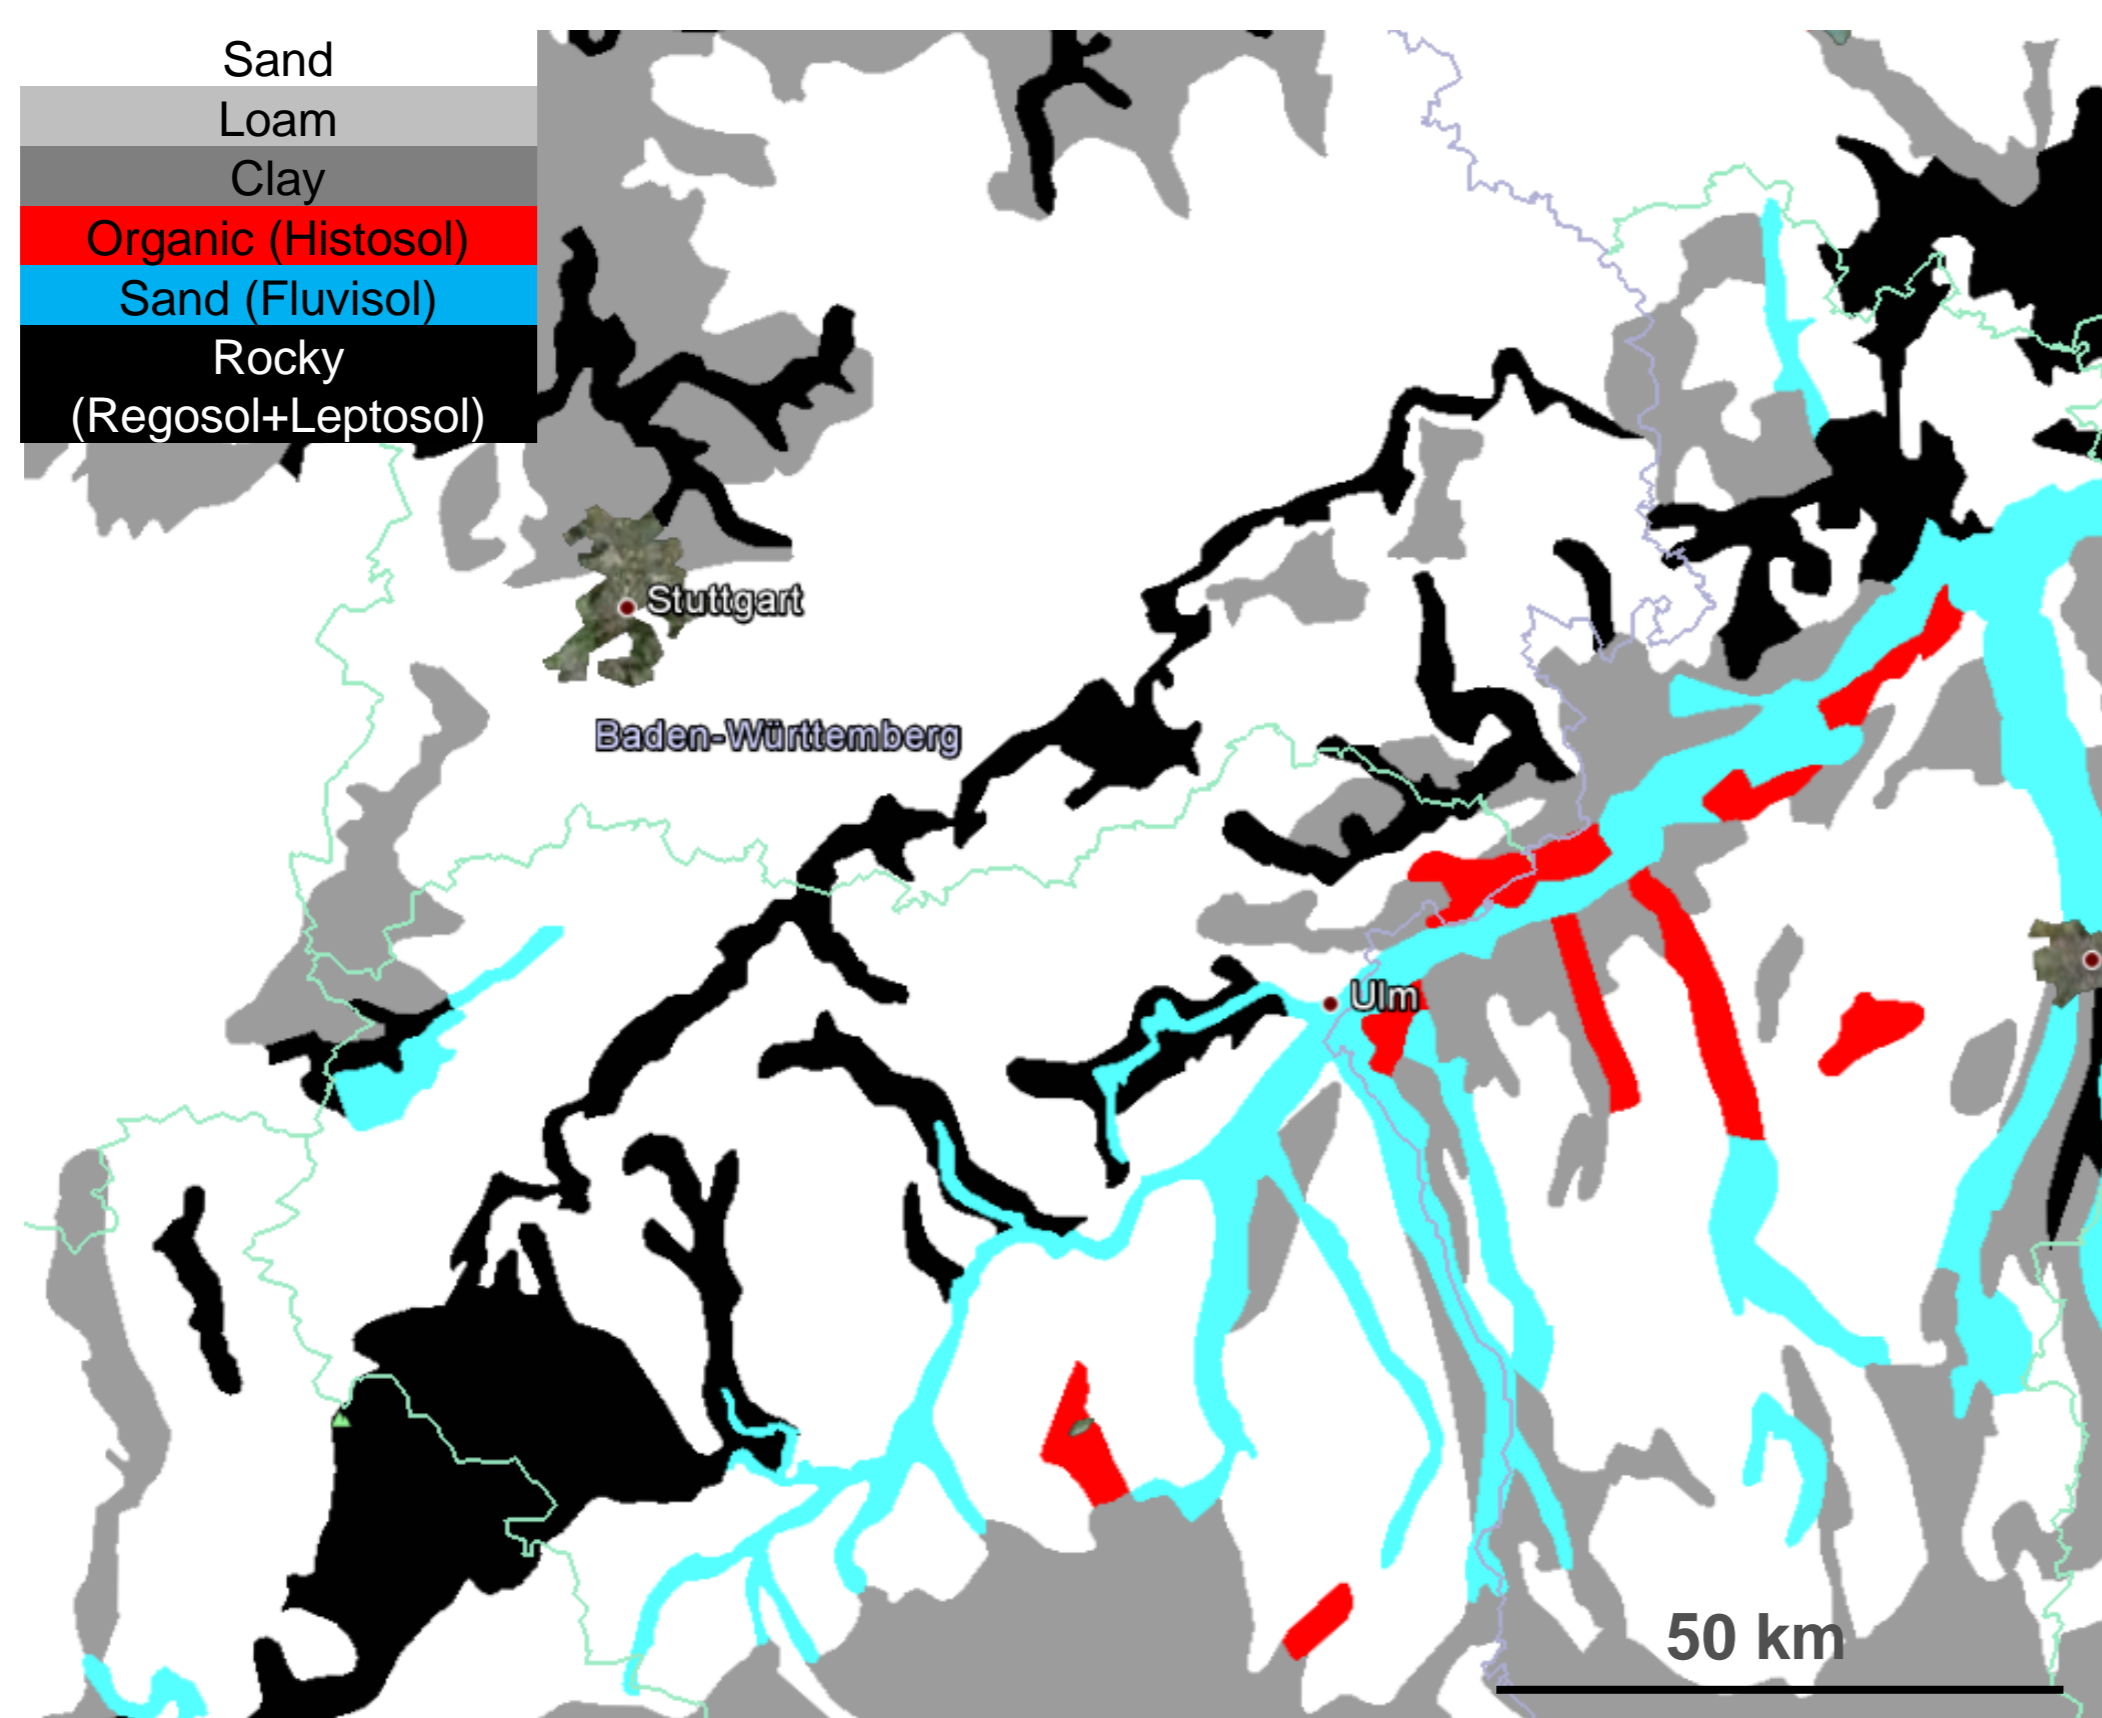 Sand
Loam
Clay
Organic (Histosol)
Sand (Fluvisol)
Rocky
(Regosol+Leptosol)
Stuttgart
Baden-Württemberg
Ulm
50 km